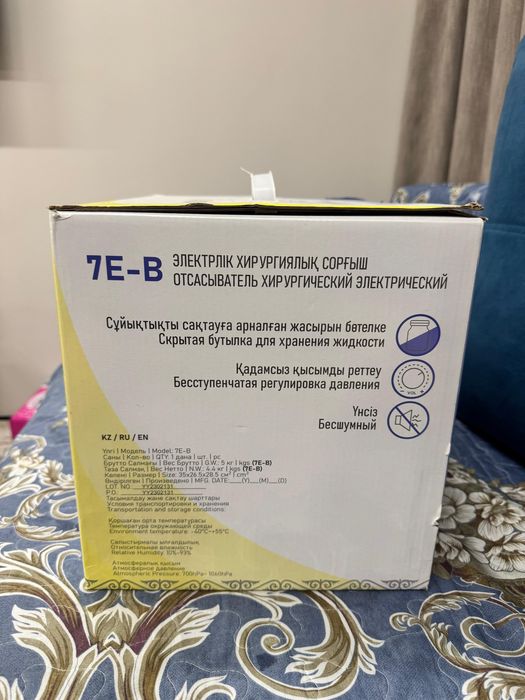 7E-B
ЭЛЕКТРЛІК ХИРУРГИЯЛЫҚ СОРҒЫШ
ОТСАСЫВАТЕЛЬ ХИРУРГИЧЕСКИЙ ЭЛЕКТРИЧЕСКИЙ
Сұйықтықты сақтауға арналған жасырын бөтелке
Скрытая бутылка для хранения жидкости
Қадамсыз қысымды реттеу
Бесступенчатая регулировка давления
VOL
Үнсіз
Бесшумный
KZ / RU / EN
Үлгі | Модель | Model: 7E-B
Саны | Кол-во | QTY: 1 дана | шт. | pc
Брутто Салмағы | Вес Брутто | G.W.: 5 кг | kgs (7E-B)
Таза Салмақ | Вес Нетто | N.W.: 4.4 кг | kgs (7E-B)
Көлемі | Размер | Size: 35x26.5x28.5 см³ | cm³
Өндірілген | Произведено | MFG. DATE:___(Y)___(M)___(D)
LOT NO. YY2302131
P.O. YY2302131
Тасымалдау және сақтау шарттары
Условия транспортировки и хранения
Transportation and storage conditions:
Қоршаған орта температурасы
Температура окружающей среды
Environment temperature: -40°C~+55°C
Салыстырмалы ылғалдылық
Относительная влажность
Relative Humidity: 10%~93%
Атмосфералық қысым
Атмосферное давление
Atmospheric Pressure: 700hPa~ 1060hPa